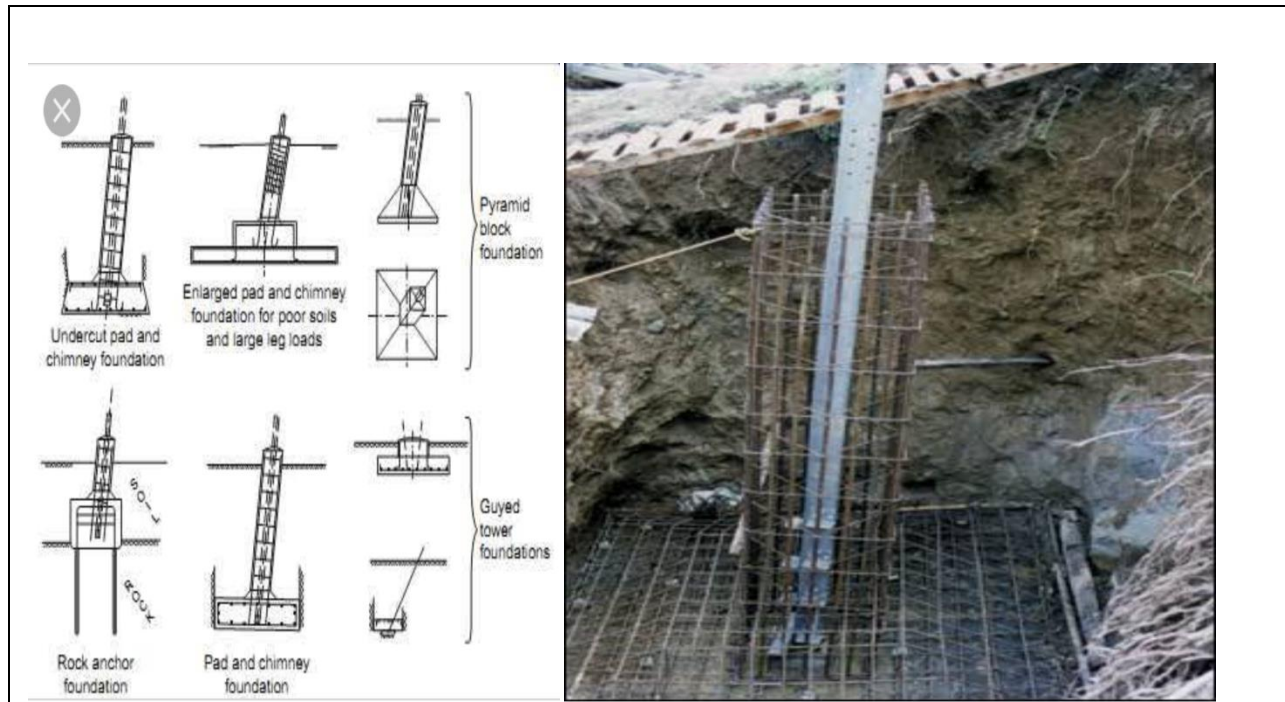 Undercut pad and
chimney foundation
Enlarged pad and chimney
foundation for poor soils
and large leg loads
Pyramid
block
foundation
SOIL
ROCK
Rock anchor
foundation
Pad and chimney
foundation
Guyed
tower
foundations